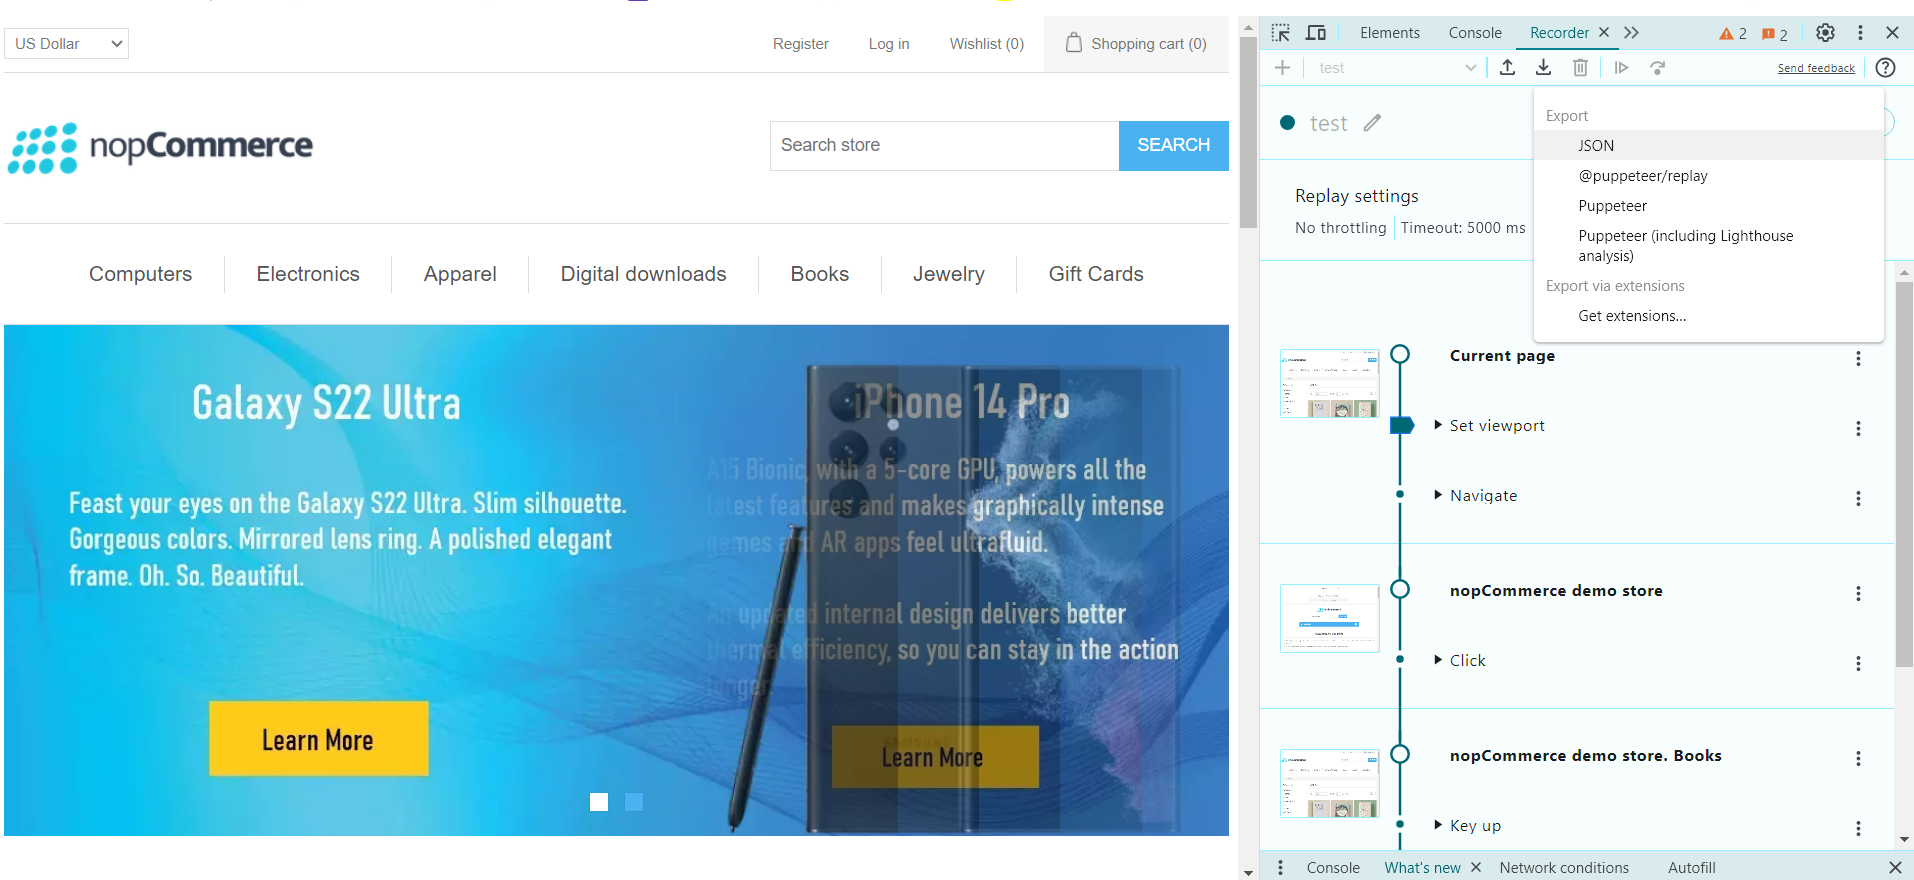 US Dollar
Register
Log in
Wishlist (0)
Shopping cart (0)
nopCommerce
Search store
SEARCH
Computers
Electronics
Apparel
Digital downloads
Books
Jewelry
Gift Cards
Galaxy S22 Ultra
Feast your eyes on the Galaxy S22 Ultra. Slim silhouette.
Gorgeous colors. Mirrored lens ring. A polished elegant
frame. Oh. So. Beautiful.
Learn More
iPhone 14 Pro
A15 Bionic, with a 5-core GPU, powers all the
latest features and makes graphically intense
games and AR apps feel ultrafluid.
An updated internal design delivers better
thermal efficiency, so you can stay in the action
longer.
Learn More
Elements
Console
Recorder
2
2
test
Send feedback
test
Replay settings
No throttling
Timeout: 5000 ms
Export
JSON
@puppeteer/replay
Puppeteer
Puppeteer (including Lighthouse
analysis)
Export via extensions
Get extensions...
Current page
Set viewport
Navigate
nopCommerce demo store
Click
nopCommerce demo store. Books
Key up
Console
What's new
Network conditions
Autofill